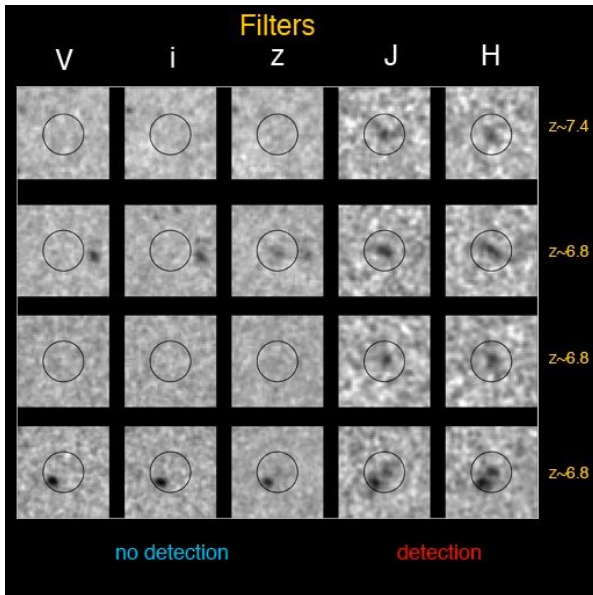 Filters
V i z J H
z~7.4
z~6.8
z~6.8
z~6.8
no detection detection